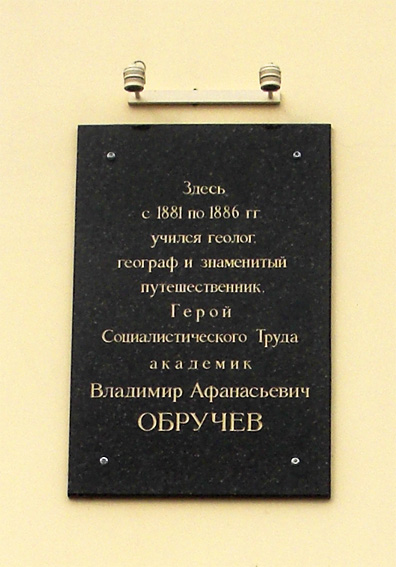 Здесь
с 1881 по 1886 гг.
учился геолог,
географ и знаменитый
путешественник,
Герой
Социалистического Труда
академик
Владимир Афанасьевич
ОБРУЧЕВ